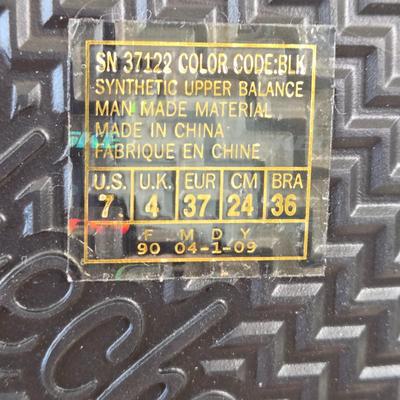 SN 37122 COLOR CODE:BLK
SYNTHETIC UPPER BALANCE
MAN MADE MATERIAL
MADE IN CHINA
FABRIQUE EN CHINE
U.S. U.K. EUR CM BRA
7 4 37 24 36
F M D Y
90 04-1-09